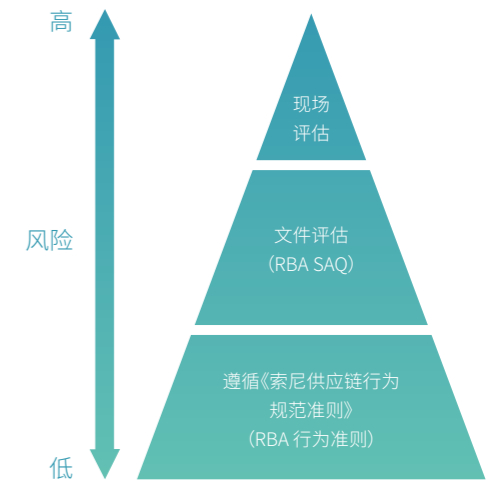 高
现场
评估
风险
文件评估
（RBA SAQ）
遵循《索尼供应链行为
规范准则》
（RBA 行为准则）
低